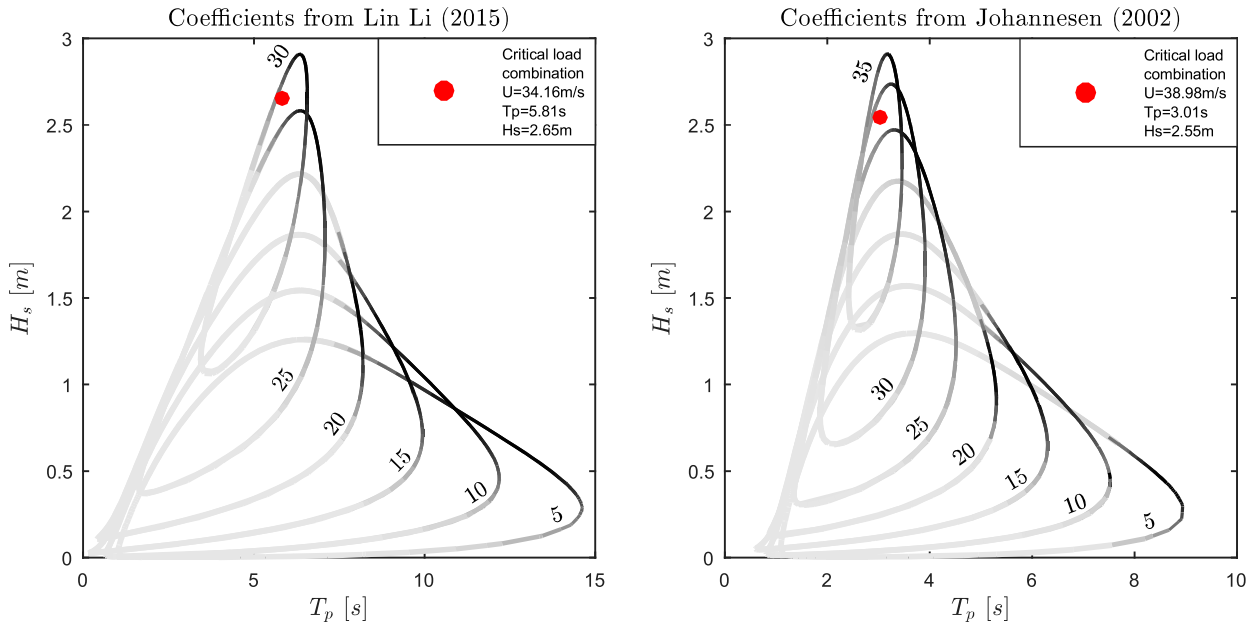 Coefficients from Lin Li (2015)
3
2.5
2
1.5
1
0.5
0
0
5
10
15
H_s [m]
T_p [s]
30
25
20
15
10
5
Critical load
combination
U=34.16m/s
Tp=5.81s
Hs=2.65m
Coefficients from Johannesen (2002)
3
2.5
2
1.5
1
0.5
0
0
2
4
6
8
10
H_s [m]
T_p [s]
35
30
25
20
15
10
5
Critical load
combination
U=38.98m/s
Tp=3.01s
Hs=2.55m